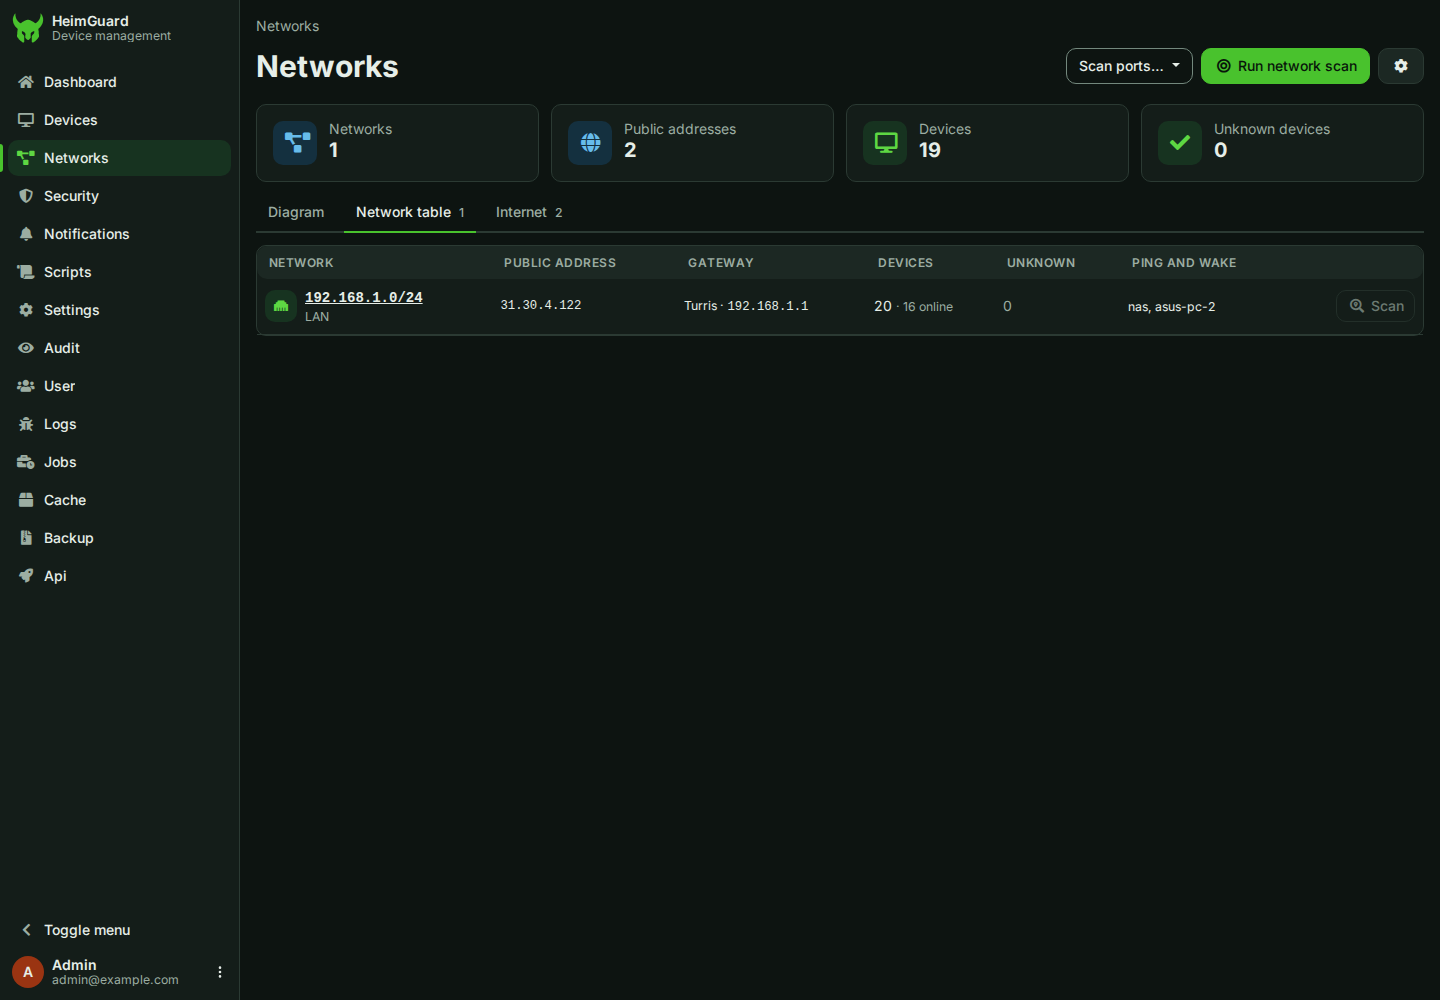 HeimGuard
Device management
Dashboard
Devices
Networks
Security
Notifications
Scripts
Settings
Audit
User
Logs
Jobs
Cache
Backup
Api
Toggle menu
A
Admin
admin@example.com
Networks
Networks
Scan ports...
Run network scan
Networks
1
Public addresses
2
Devices
19
Unknown devices
0
Diagram
Network table 1
Internet 2
NETWORK PUBLIC ADDRESS GATEWAY DEVICES UNKNOWN PING AND WAKE
192.168.1.0/24
LAN
31.30.4.122
Turris · 192.168.1.1
20 · 16 online
0
nas, asus-pc-2
Scan